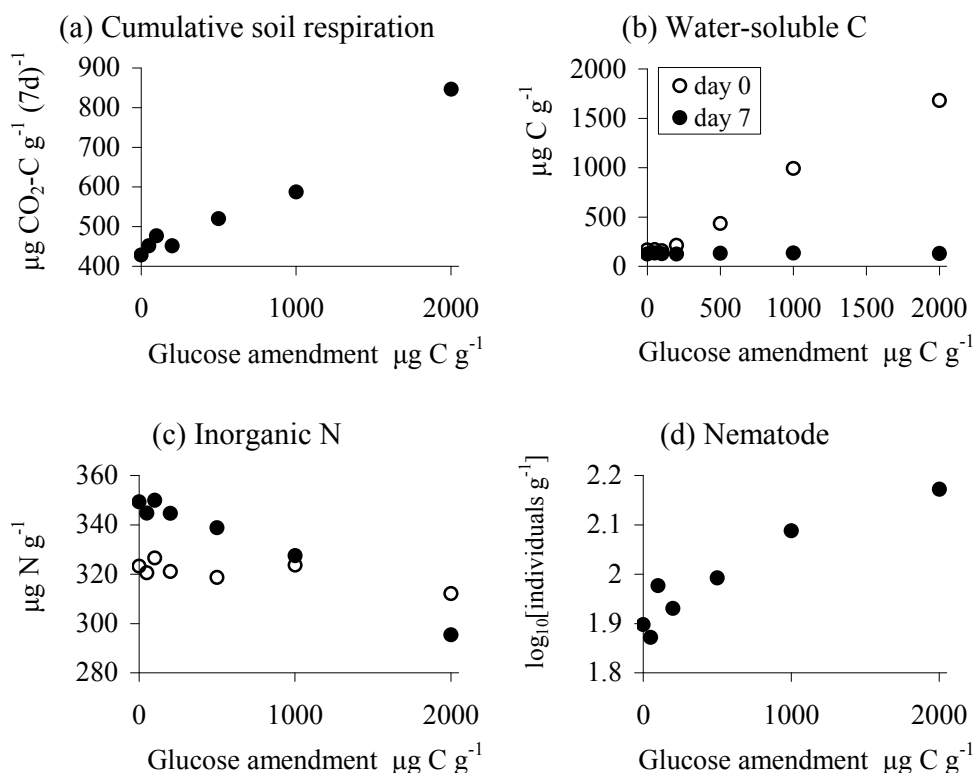 (a) Cumulative soil respiration
µg CO₂-C g⁻¹ (7d)⁻¹
900
800
700
600
500
400
0 1000 2000
Glucose amendment µg C g⁻¹
(b) Water-soluble C
µg C g⁻¹
2000
1500
1000
500
0
day 0
day 7
0 500 1000 1500 2000
Glucose amendment µg C g⁻¹
(c) Inorganic N
µg N g⁻¹
360
340
320
300
280
0 1000 2000
Glucose amendment µg C g⁻¹
(d) Nematode
log₁₀[individuals g⁻¹]
2.2
2.1
2
1.9
1.8
0 1000 2000
Glucose amendment µg C g⁻¹